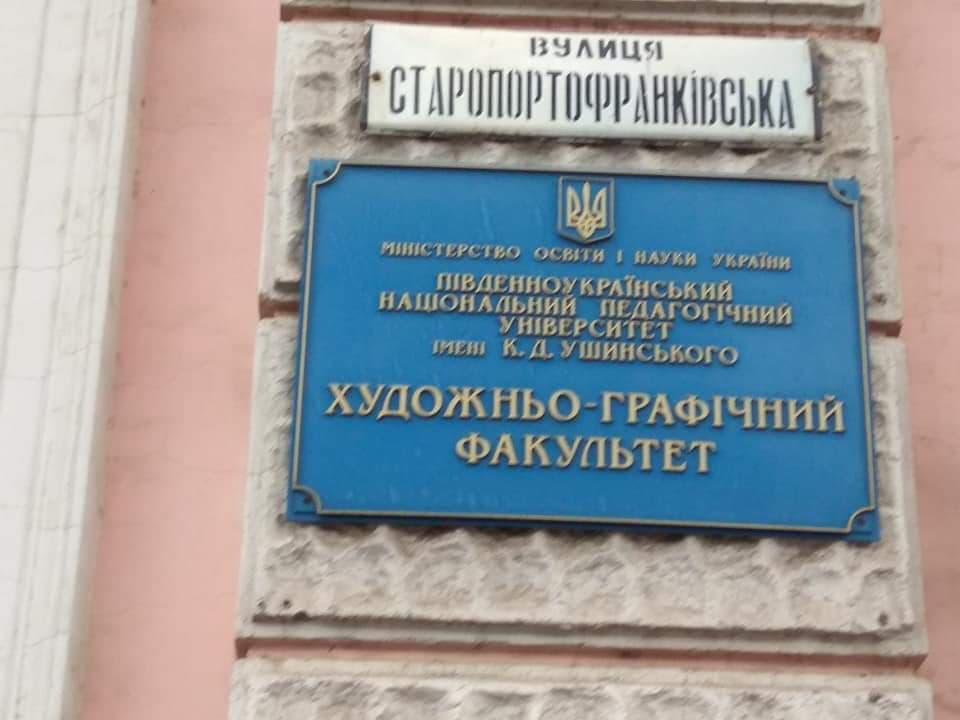 ВУЛИЦЯ
СТАРОПОРТОФРАНКІВСЬКА
МІНІСТЕРСТВО ОСВІТИ І НАУКИ УКРАЇНИ
ПІВДЕННОУКРАЇНСЬКИЙ
НАЦІОНАЛЬНИЙ ПЕДАГОГІЧНИЙ
УНІВЕРСИТЕТ
ІМЕНІ К.Д.УШИНСЬКОГО
ХУДОЖНЬО-ГРАФІЧНИЙ
ФАКУЛЬТЕТ